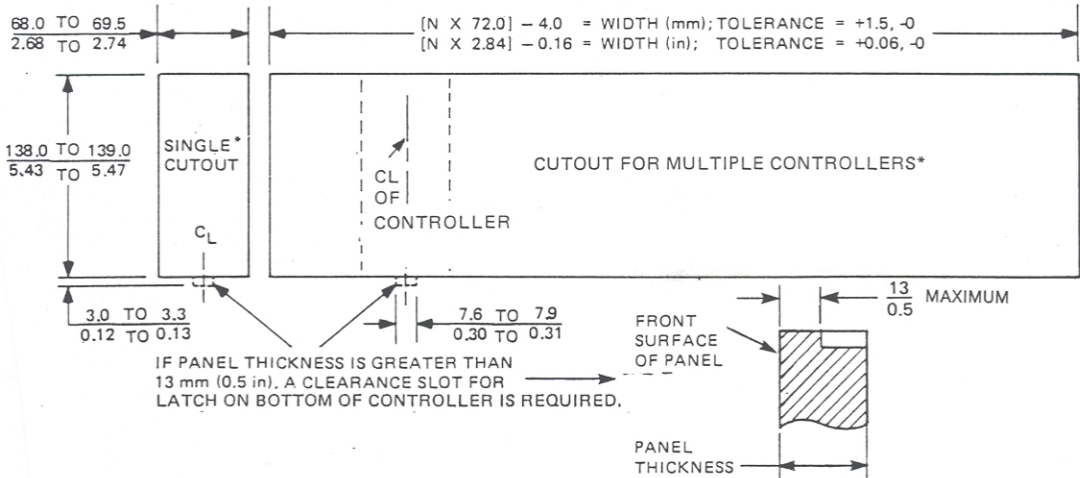 68.0 TO 69.5
2.68 TO 2.74
[N X 72.0] – 4.0 = WIDTH (mm); TOLERANCE = +1.5, -0
[N X 2.84] – 0.16 = WIDTH (in); TOLERANCE = +0.06, -0
138.0 TO 139.0
5.43 TO 5.47
SINGLE*
CUTOUT
CL
CL
OF
CONTROLLER
CUTOUT FOR MULTIPLE CONTROLLERS*
3.0 TO 3.3
0.12 TO 0.13
7.6 TO 7.9
0.30 TO 0.31
IF PANEL THICKNESS IS GREATER THAN
13 mm (0.5 in), A CLEARANCE SLOT FOR
LATCH ON BOTTOM OF CONTROLLER IS REQUIRED.
FRONT
SURFACE
OF PANEL
13
0.5
MAXIMUM
PANEL
THICKNESS